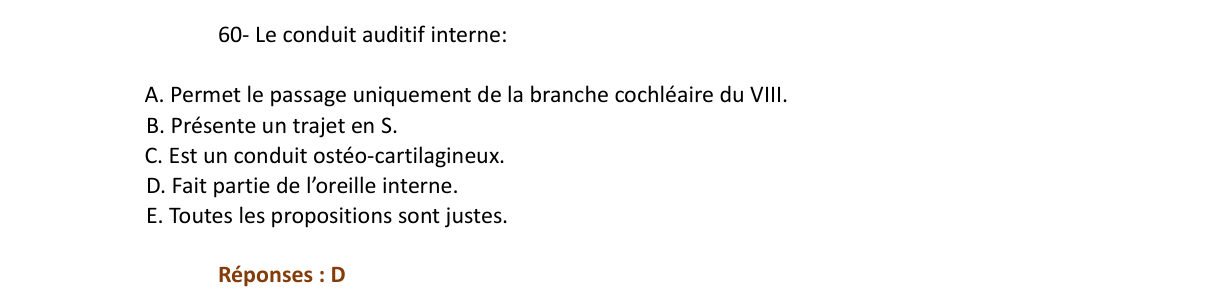 60- Le conduit auditif interne:
A. Permet le passage uniquement de la branche cochléaire du VIII.
B. Présente un trajet en S.
C. Est un conduit ostéo-cartilagineux.
D. Fait partie de l’oreille interne.
E. Toutes les propositions sont justes.
Réponses : D